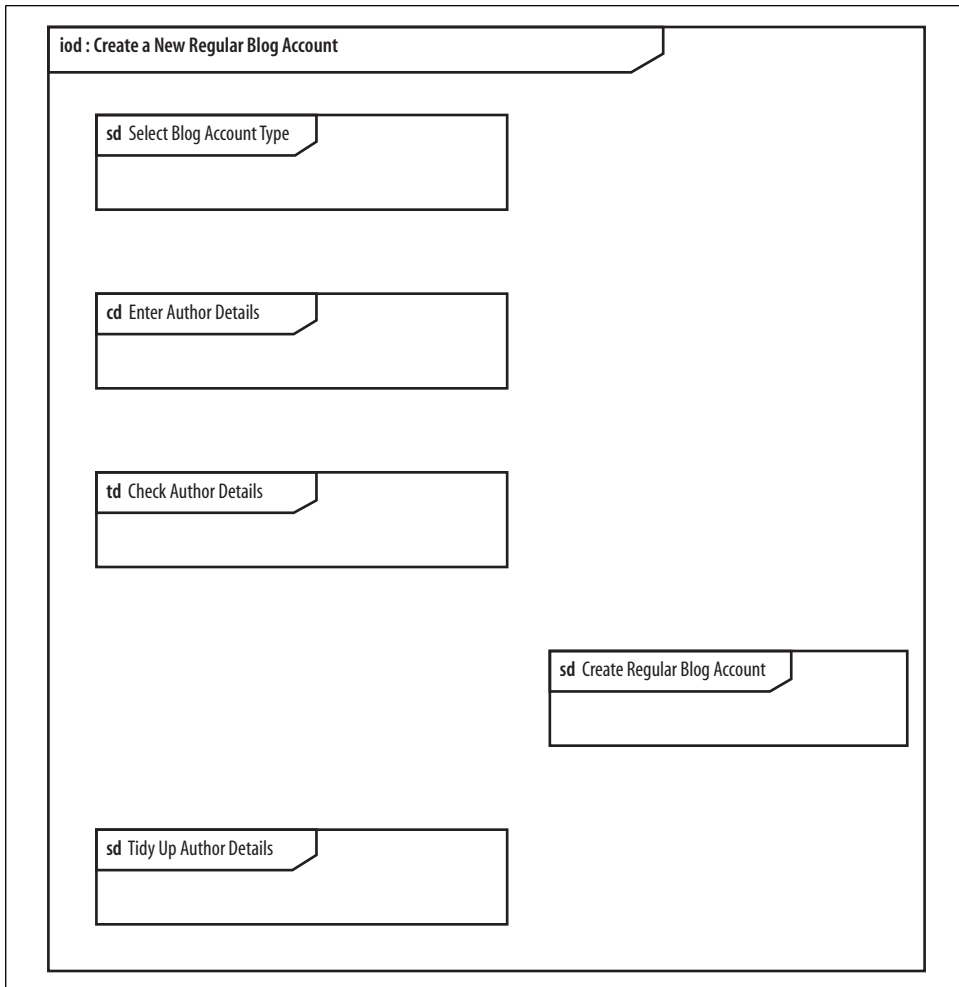 iod : Create a New Regular Blog Account
sd Select Blog Account Type
cd Enter Author Details
td Check Author Details
sd Create Regular Blog Account
sd Tidy Up Author Details